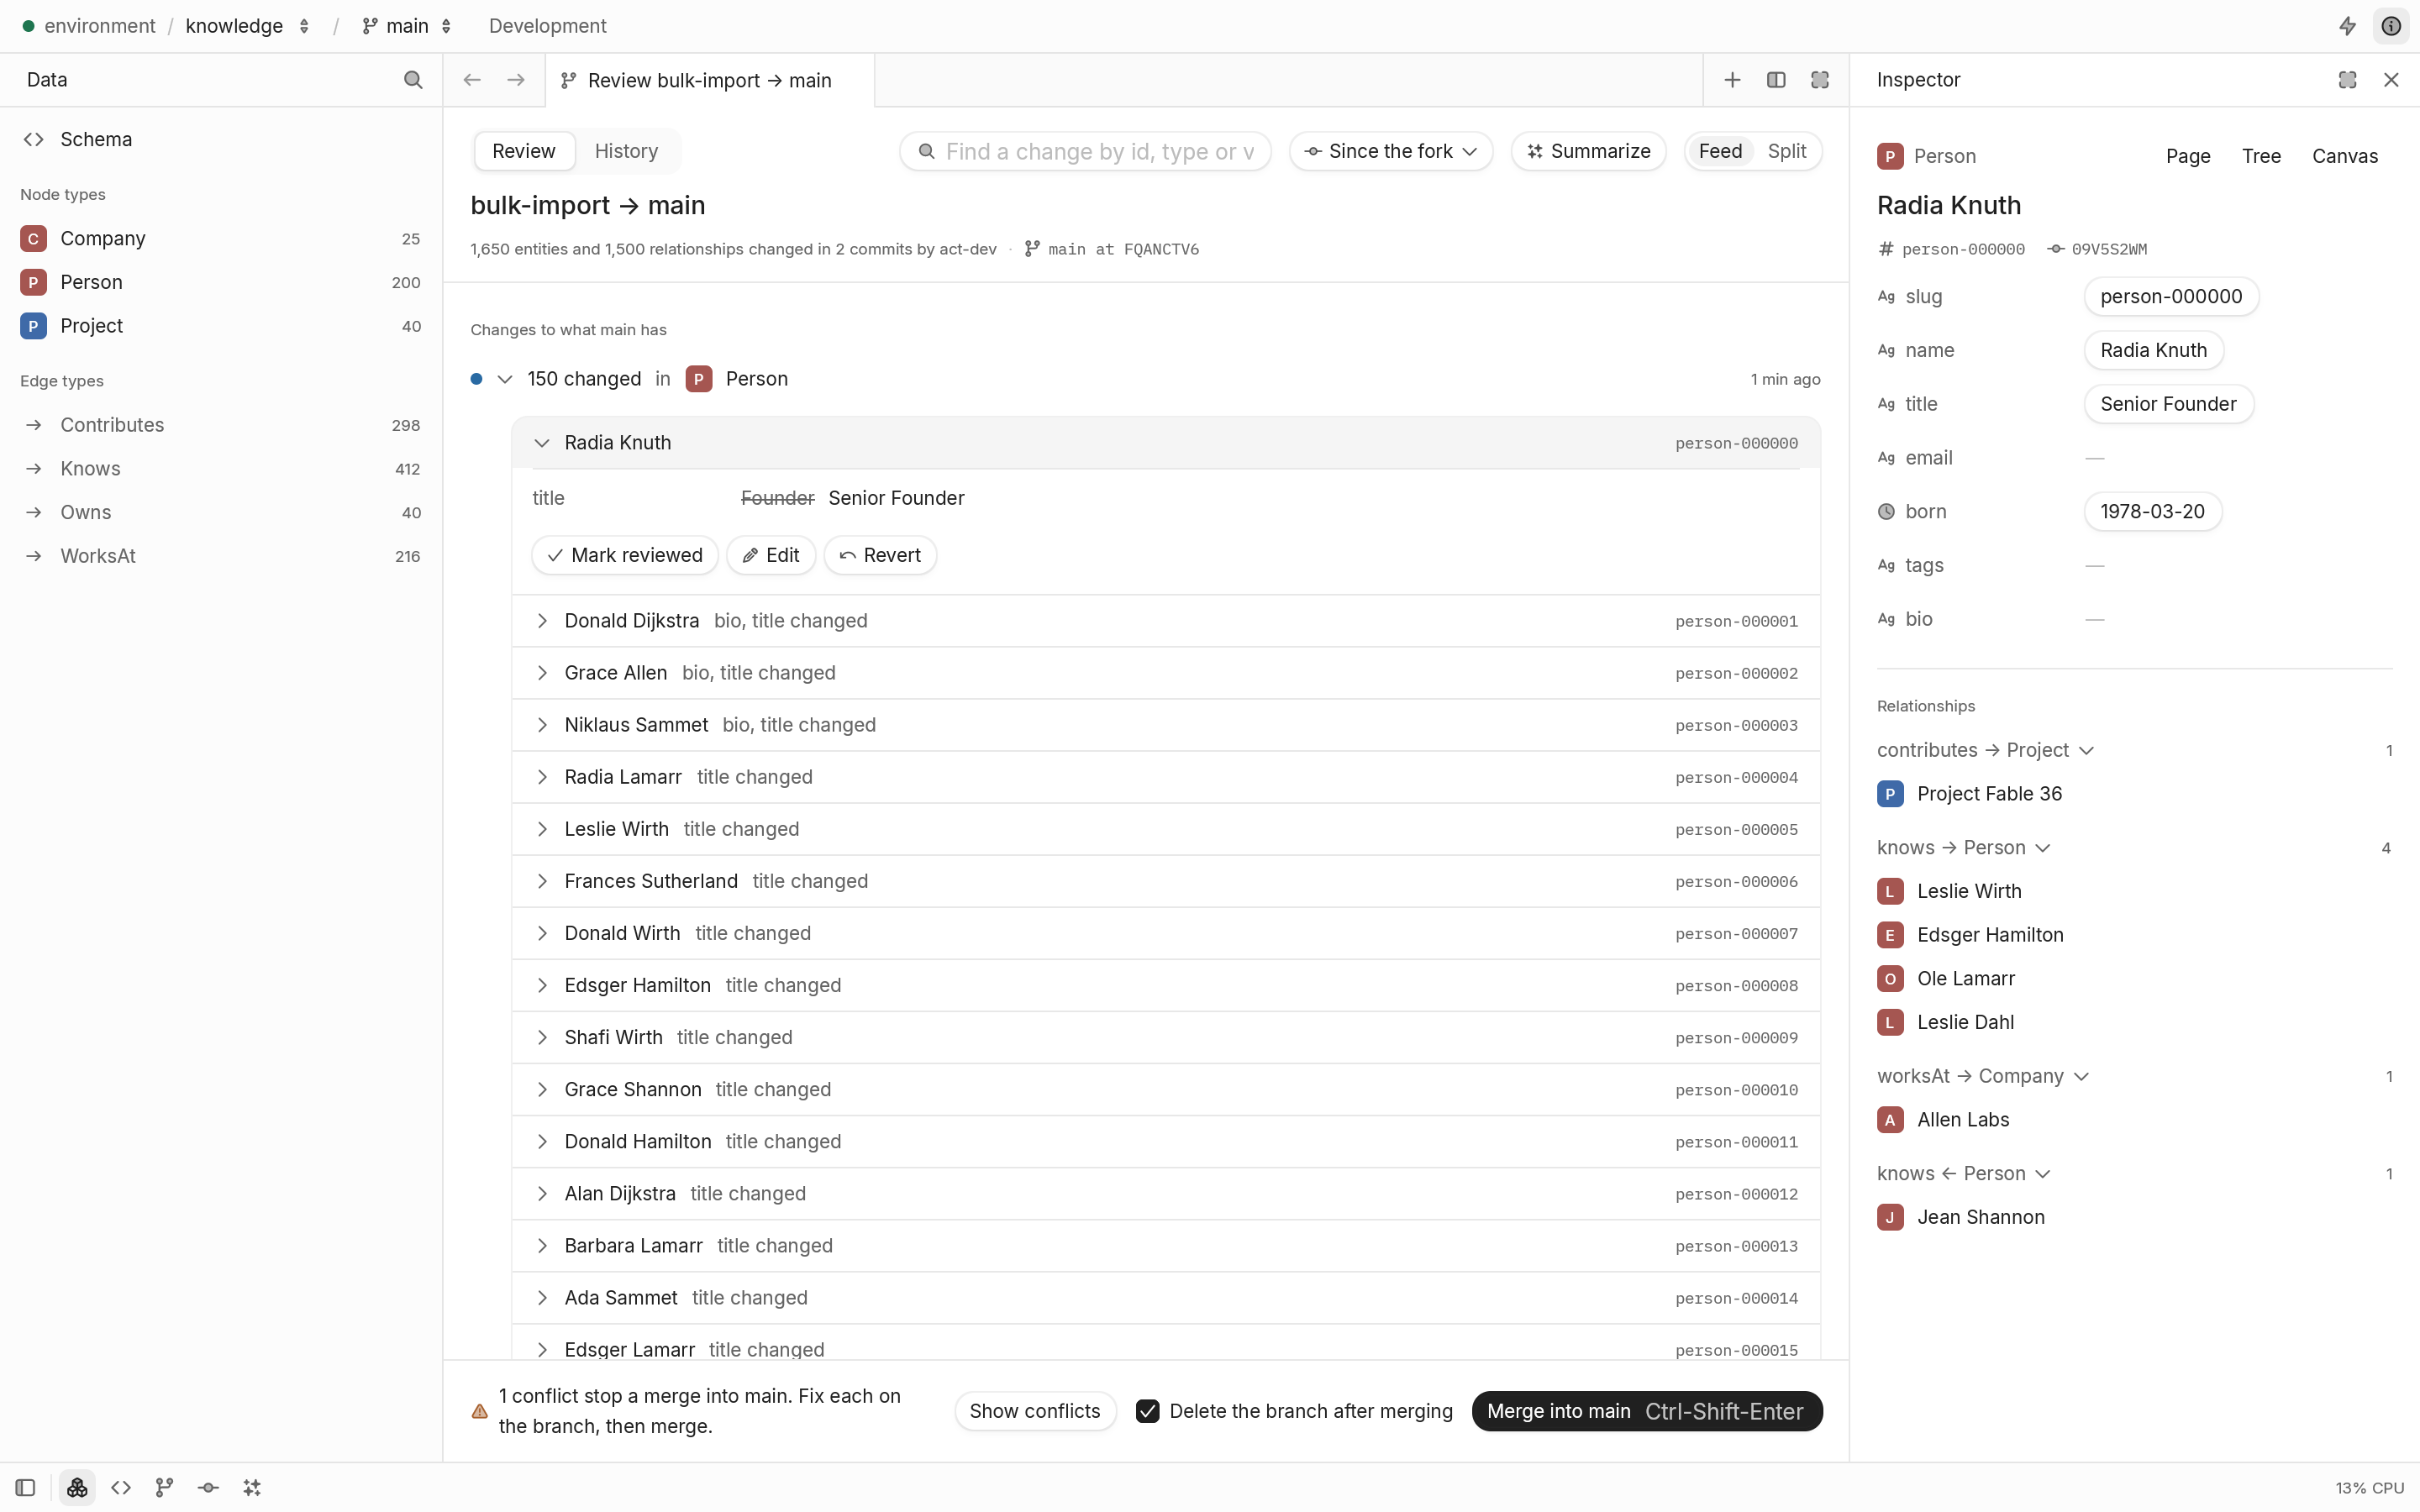 environment / knowledge / main Development
Data
Review bulk-import → main
Inspector
Schema
Node types
C Company 25
P Person 200
P Project 40
Edge types
→ Contributes 298
→ Knows 412
→ Owns 40
→ WorksAt 216
Review History
Find a change by id, type or v
Since the fork
Summarize
Feed Split
bulk-import → main
1,650 entities and 1,500 relationships changed in 2 commits by act-dev · main at FQANCTV6
Changes to what main has
150 changed in P Person 1 min ago
Radia Knuth person-000000
title Founder Senior Founder
Mark reviewed Edit Revert
Donald Dijkstra bio, title changed person-000001
Grace Allen bio, title changed person-000002
Niklaus Sammet bio, title changed person-000003
Radia Lamarr title changed person-000004
Leslie Wirth title changed person-000005
Frances Sutherland title changed person-000006
Donald Wirth title changed person-000007
Edsger Hamilton title changed person-000008
Shafi Wirth title changed person-000009
Grace Shannon title changed person-000010
Donald Hamilton title changed person-000011
Alan Dijkstra title changed person-000012
Barbara Lamarr title changed person-000013
Ada Sammet title changed person-000014
Edsger Lamarr title changed person-000015
1 conflict stop a merge into main. Fix each on
the branch, then merge.
Show conflicts
Delete the branch after merging
Merge into main Ctrl-Shift-Enter
P Person Page Tree Canvas
Radia Knuth
# person-000000 09V5S2WM
Ag slug person-000000
Ag name Radia Knuth
Ag title Senior Founder
Ag email —
born 1978-03-20
Ag tags —
Ag bio —
Relationships
contributes → Project 1
P Project Fable 36
knows → Person 4
L Leslie Wirth
E Edsger Hamilton
O Ole Lamarr
L Leslie Dahl
worksAt → Company 1
A Allen Labs
knows ← Person 1
J Jean Shannon
13% CPU